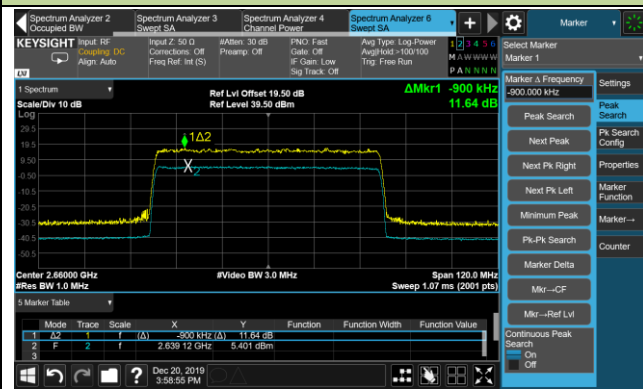 Spectrum Analyzer 2
Occupied BW
Spectrum Analyzer 3
Swept SA
Spectrum Analyzer 4
Channel Power
Spectrum Analyzer 6
Swept SA
Marker
KEYSIGHT
Input: RF
Coupling: DC
Align: Auto
Input Z: 50 Ω
Corrections: Off
Freq Ref: Int (S)
#Atten: 30 dB
Preamp: Off
PNO: Fast
Gate: Off
IF Gain: Low
Sig Track: Off
Avg Type: Log-Power
Avg|Hold:>100/100
Trig: Free Run
1 2 3 4 5 6
M A W W W W
P A N N N N
LXI
Select Marker
Marker 1
1 Spectrum
Scale/Div 10 dB
Log
Ref Lvl Offset 19.50 dB
Ref Level 39.50 dBm
ΔMkr1 -900 kHz
11.64 dB
29.5
19.5
9.50
-0.5
-10.5
-20.5
-30.5
-40.5
-50.5
1Δ2
X2
Center 2.66000 GHz
#Res BW 1.0 MHz
#Video BW 3.0 MHz
Span 120.0 MHz
Sweep 1.07 ms (2001 pts)
5 Marker Table
Mode Trace Scale X Y Function Function Width Function Value
1 Δ2 1 f (Δ) -900 kHz (Δ) 11.64 dB
2 F 2 f 2.639 12 GHz 5.401 dBm
3
Dec 20, 2019
3:58:55 PM
Marker Δ Frequency
-900.000 kHz
Peak Search
Next Peak
Next Pk Right
Next Pk Left
Minimum Peak
Pk-Pk Search
Marker Delta
Mkr→CF
Mkr→Ref Lvl
Continuous Peak
Search
On
Off
Settings
Peak
Search
Pk Search
Config
Properties
Marker
Function
Marker→
Counter